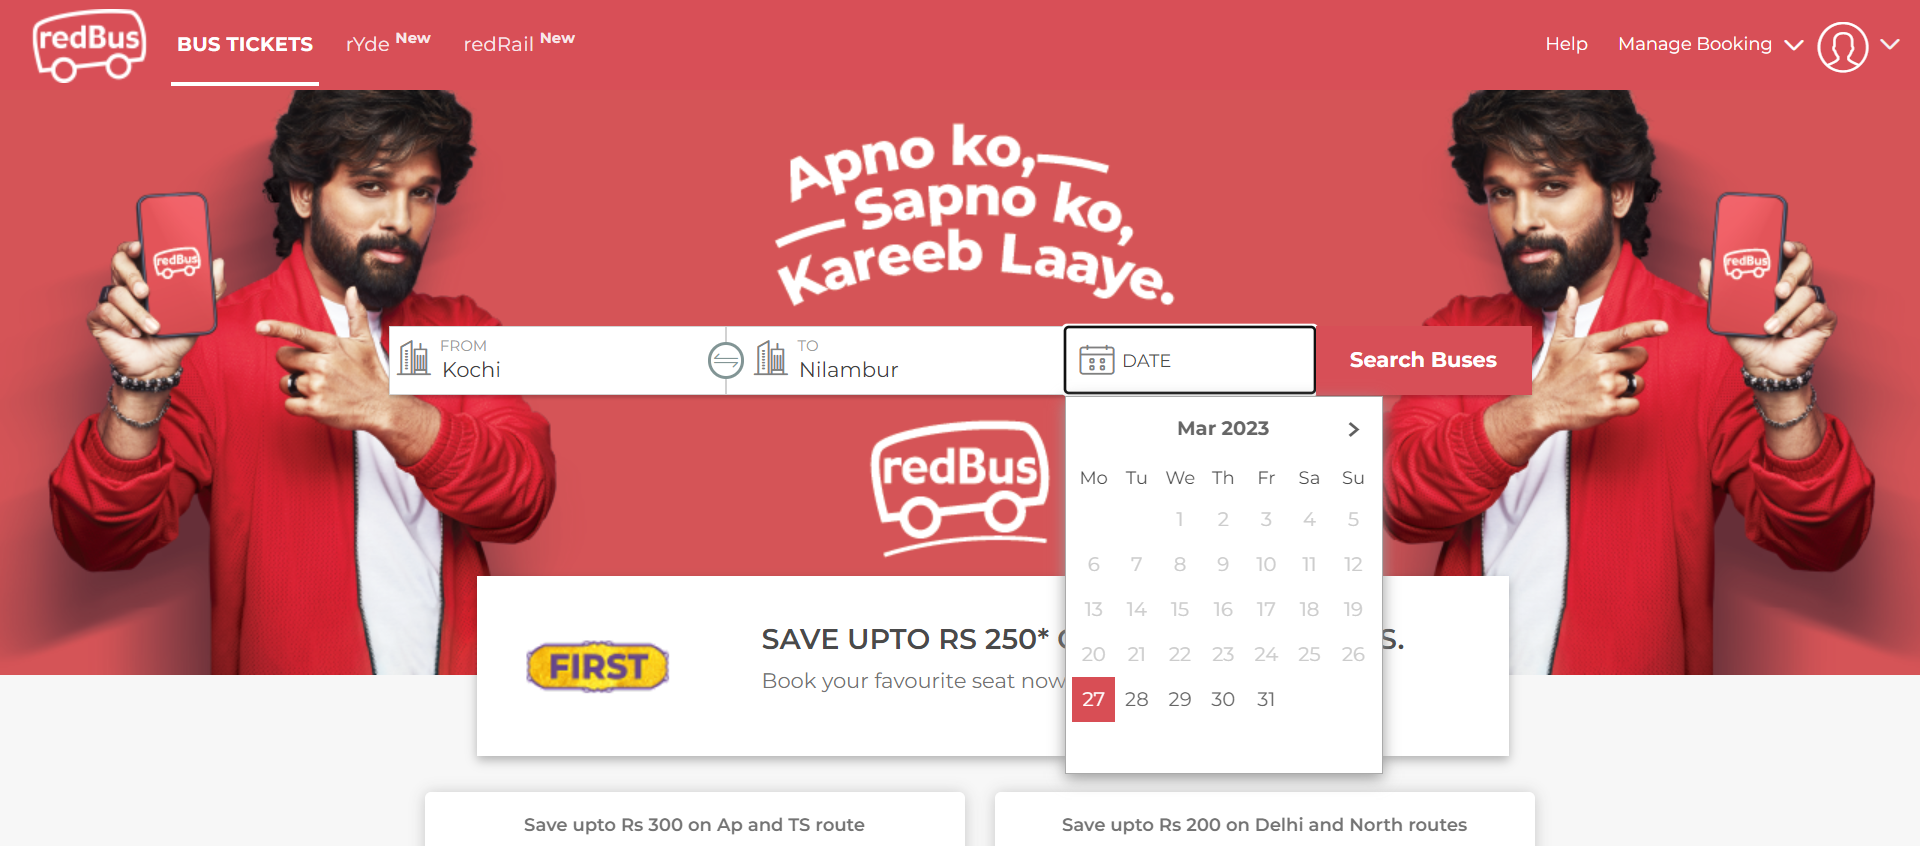 redBus
BUS TICKETS
rYde New
redRail New
Help
Manage Booking
Apno ko,
Sapno ko,
Kareeb Laaye.
redBus
redBus
FROM
Kochi
TO
Nilambur
DATE
Search Buses
redBus
Mar 2023
Mo Tu We Th Fr Sa Su
1 2 3 4 5
6 7 8 9 10 11 12
13 14 15 16 17 18 19
20 21 22 23 24 25 26
27 28 29 30 31
FIRST
SAVE UPTO RS 250* S.
Book your favourite seat now
Save upto Rs 300 on Ap and TS route
Save upto Rs 200 on Delhi and North routes